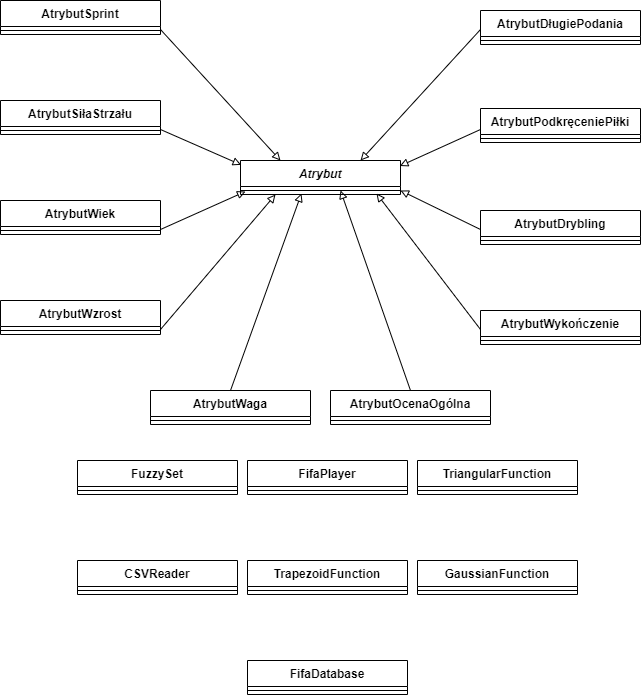 AtrybutSprint
AtrybutDługiePodania
AtrybutSiłaStrzału
AtrybutPodkręceniePiłki
Atrybut
AtrybutWiek
AtrybutDrybling
AtrybutWzrost
AtrybutWykończenie
AtrybutWaga
AtrybutOcenaOgólna
FuzzySet
FifaPlayer
TriangularFunction
CSVReader
TrapezoidFunction
GaussianFunction
FifaDatabase